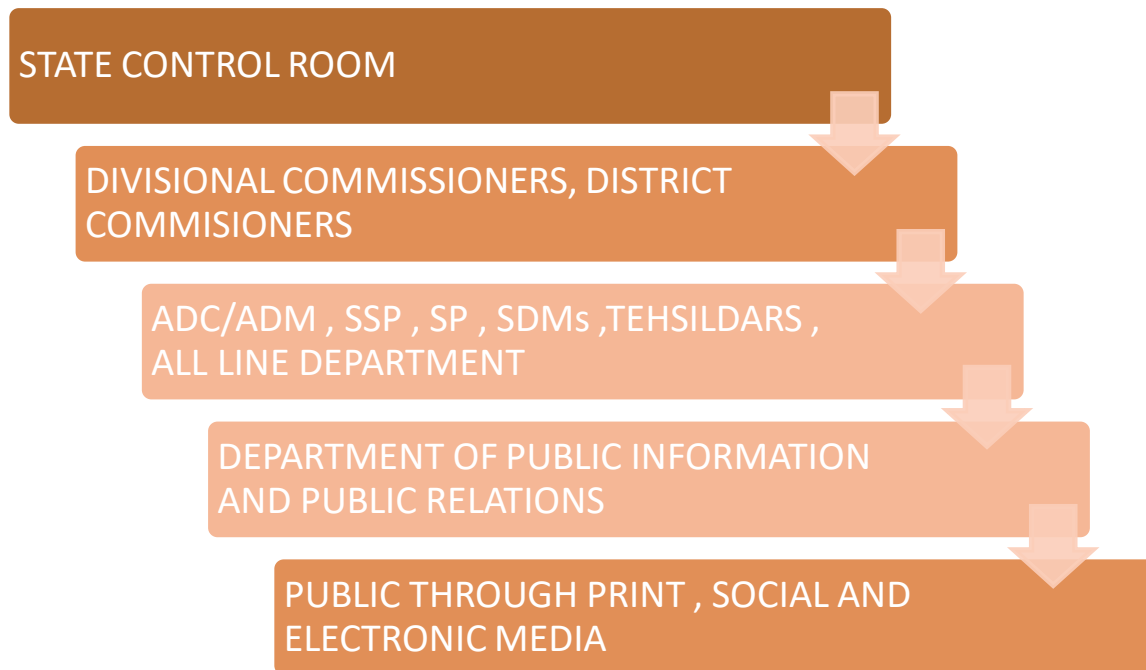 STATE CONTROL ROOM
DIVISIONAL COMMISSIONERS, DISTRICT
COMMISIONERS
ADC/ADM , SSP , SP , SDMs ,TEHSILDARS ,
ALL LINE DEPARTMENT
DEPARTMENT OF PUBLIC INFORMATION
AND PUBLIC RELATIONS
PUBLIC THROUGH PRINT , SOCIAL AND
ELECTRONIC MEDIA